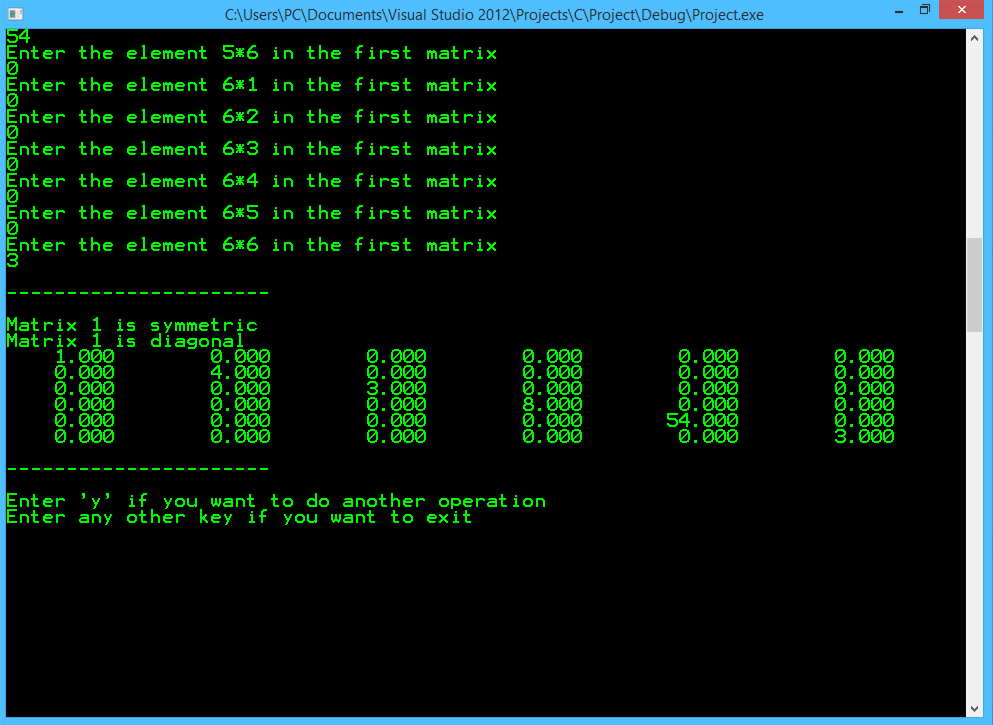 C:\Users\PC\Documents\Visual Studio 2012\Projects\C\Project\Debug\Project.exe
54
Enter the element 5*6 in the first matrix
0
Enter the element 6*1 in the first matrix
0
Enter the element 6*2 in the first matrix
0
Enter the element 6*3 in the first matrix
0
Enter the element 6*4 in the first matrix
0
Enter the element 6*5 in the first matrix
0
Enter the element 6*6 in the first matrix
3
----------------------
Matrix 1 is symmetric
Matrix 1 is diagonal
1.000 0.000 0.000 0.000 0.000 0.000
0.000 4.000 0.000 0.000 0.000 0.000
0.000 0.000 3.000 0.000 0.000 0.000
0.000 0.000 0.000 8.000 0.000 0.000
0.000 0.000 0.000 0.000 54.000 0.000
0.000 0.000 0.000 0.000 0.000 3.000
----------------------
Enter 'y' if you want to do another operation
Enter any other key if you want to exit